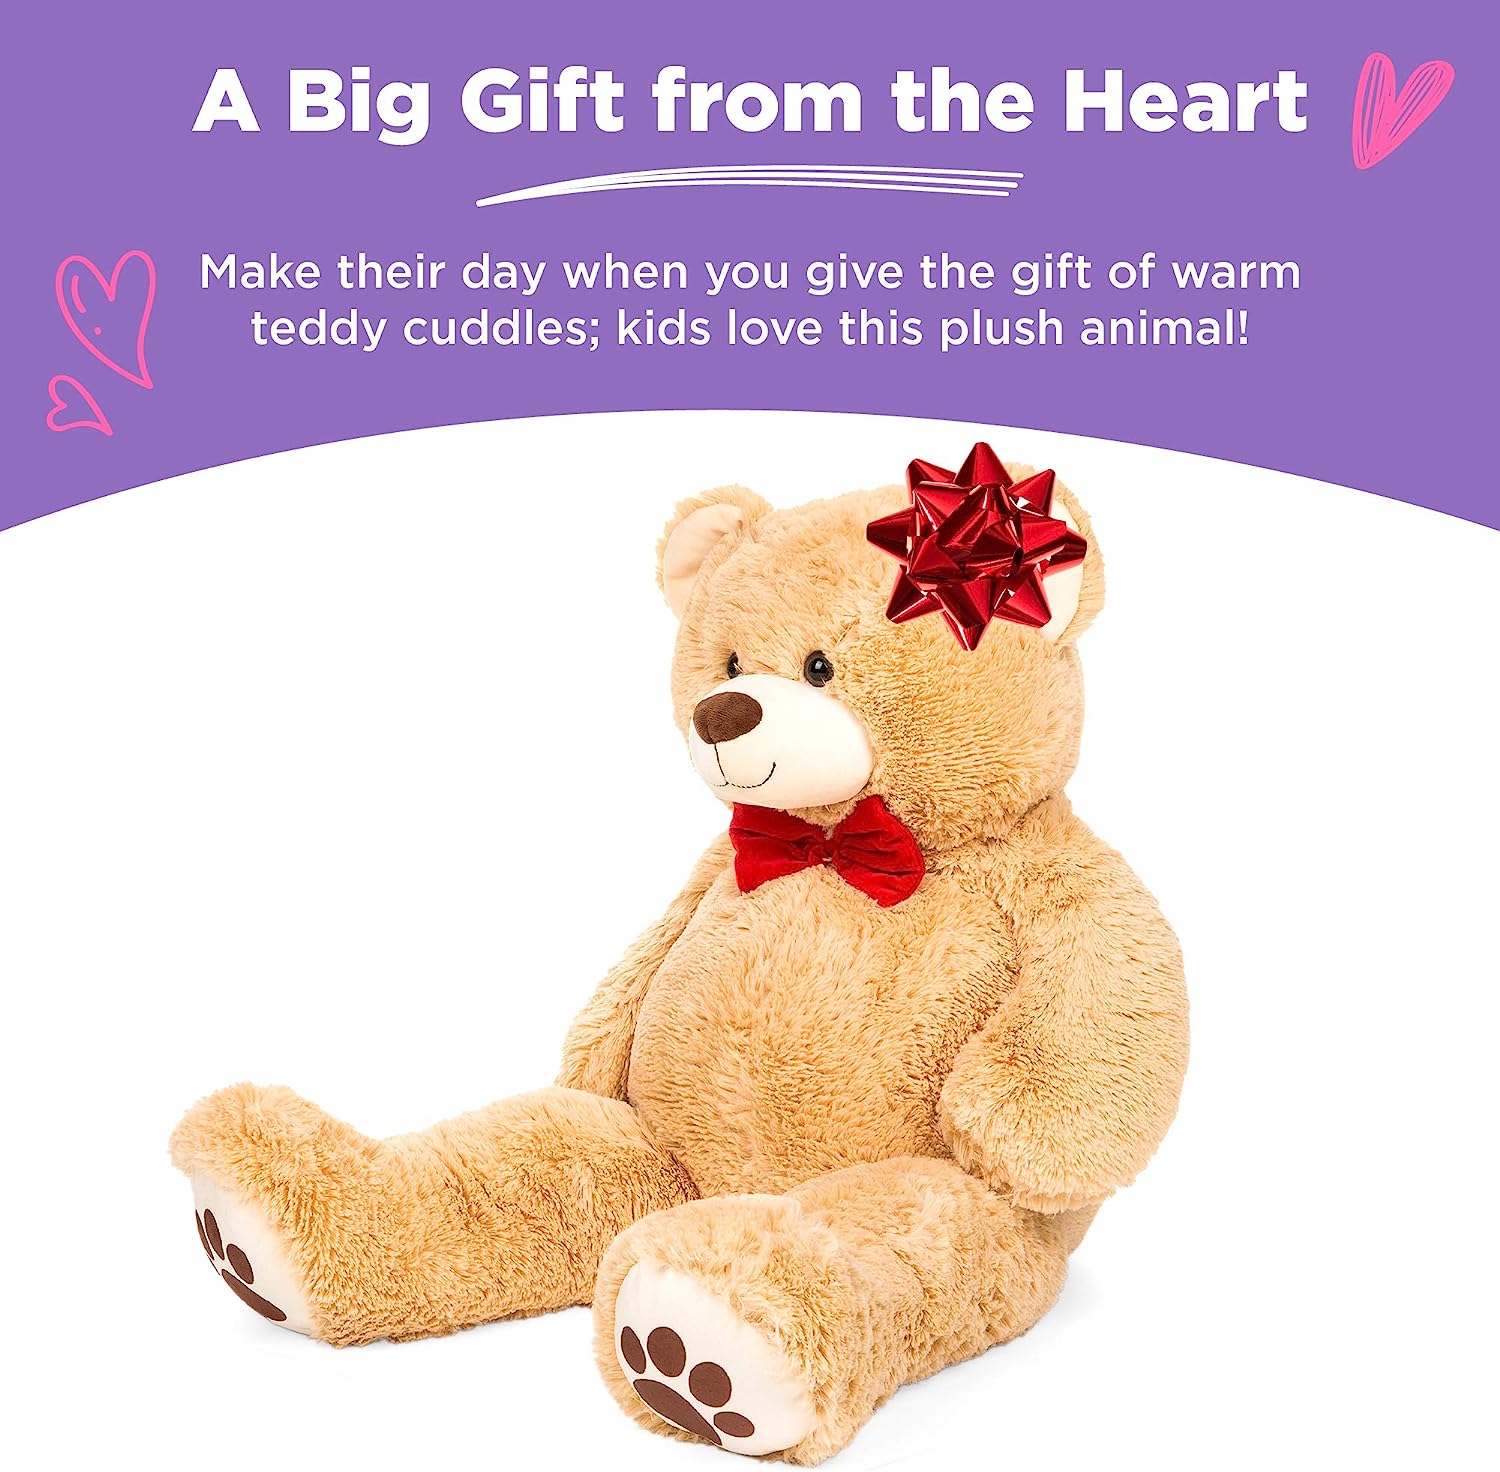 A Big Gift from the Heart
Make their day when you give the gift of warm
teddy cuddles; kids love this plush animal!